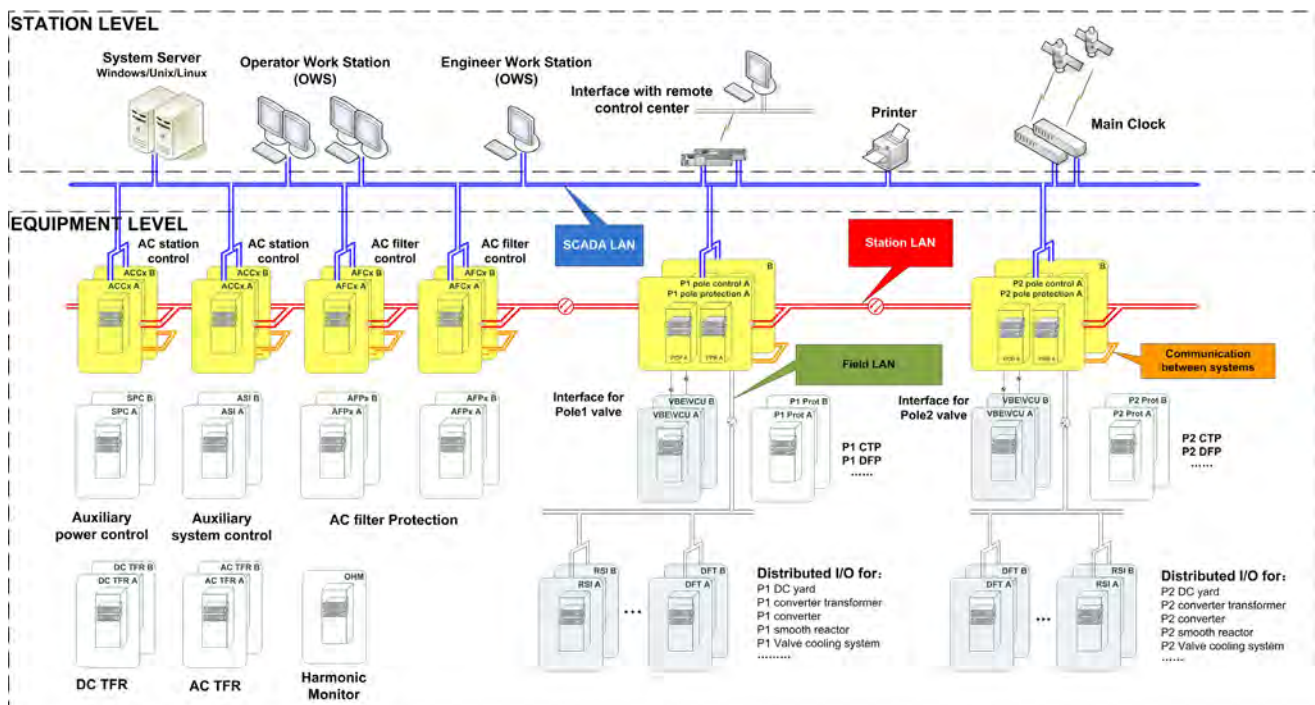 STATION LEVEL
System Server
Windows/Unix/Linux
Operator Work Station
(OWS)
Engineer Work Station
(OWS)
Interface with remote
control center
Printer
Main Clock
EQUIPMENT LEVEL
SCADA LAN
Station LAN
AC station
control
AC station
control
AC filter
control
AC filter
control
ACCx B
ACCx A
ACCx B
ACCx A
AFCx B
AFCx A
AFCx B
AFCx A
B
P1 pole control A
P1 pole protection A
B
P2 pole control A
P2 pole protection A
Field LAN
Communication
between systems
SPC B
SPC A
ASI B
ASI A
AFPx B
AFPx A
AFPx B
AFPx A
Interface for
Pole1 valve
VBE\VCU B
VBE\VCU A
P1 Prot B
P1 Prot A
P1 CTP
P1 DFP
......
Interface for
Pole2 valve
VBE\VCU B
VBE\VCU A
P2 Prot B
P2 Prot A
P2 CTP
P2 DFP
......
Auxiliary
power control
Auxiliary
system control
AC filter Protection
DC TFR B
DC TFR A
AC TFR B
AC TFR A
OHM
DC TFR
AC TFR
Harmonic
Monitor
RSI B
RSI A
...
DFT B
DFT A
Distributed I/O for:
P1 DC yard
P1 converter transformer
P1 converter
P1 smooth reactor
P1 Valve cooling system
.........
DFT B
DFT A
...
RSI B
RSI A
Distributed I/O for:
P2 DC yard
P2 converter transformer
P2 converter
P2 smooth reactor
P2 Valve cooling system
......